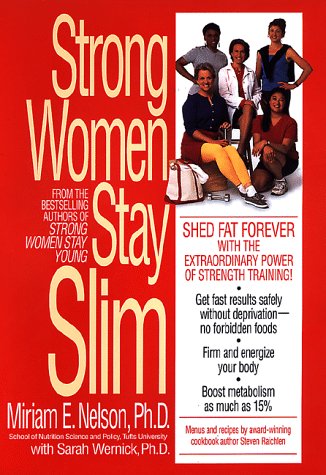 Strong
Women
FROM THE
BESTSELLING
AUTHORS OF
STRONG
WOMEN STAY
YOUNG
Stay
Slim
SHED FAT FOREVER
WITH THE
EXTRAORDINARY POWER
OF STRENGTH TRAINING!
• Get fast results safely
without deprivation—
no forbidden foods
• Firm and energize
your body
• Boost metabolism
as much as 15%
Menus and recipes by award-winning
cookbook author Steven Raichlen
Miriam E. Nelson, Ph.D.
School of Nutrition Science and Policy, Tufts University
with Sarah Wernick, Ph.D.